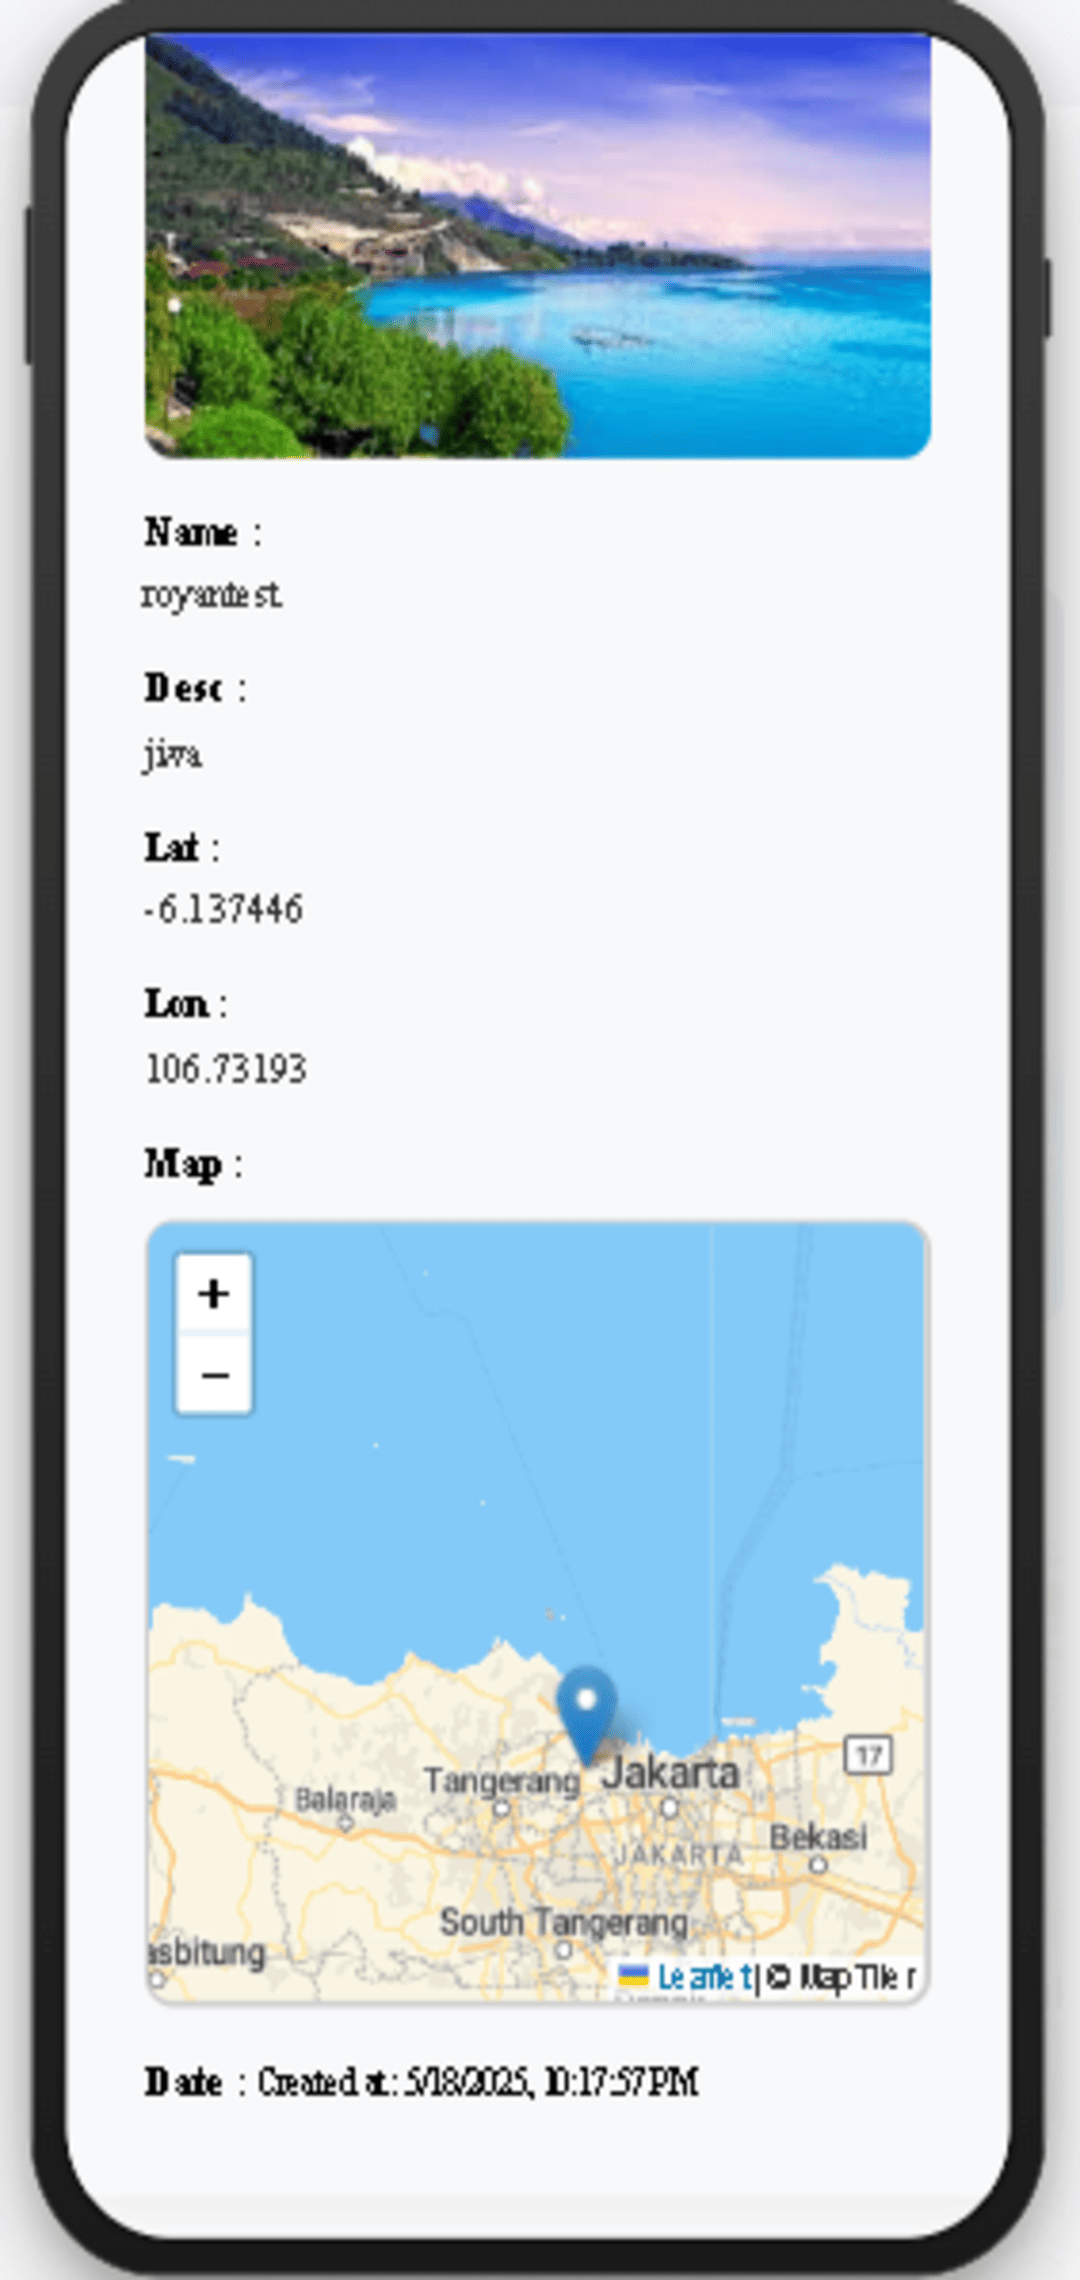 Name :
royantest
Desc :
jiwa
Lat :
-6.137446
Lon :
106.73193
Map :
+
−
17
Tangerang
Jakarta
Balaraja
Bekasi
JAKARTA
South Tangerang
asbitung
Leaflet | © MapTiler
Date : Created at: 5/18/2025, 10:17:57 PM